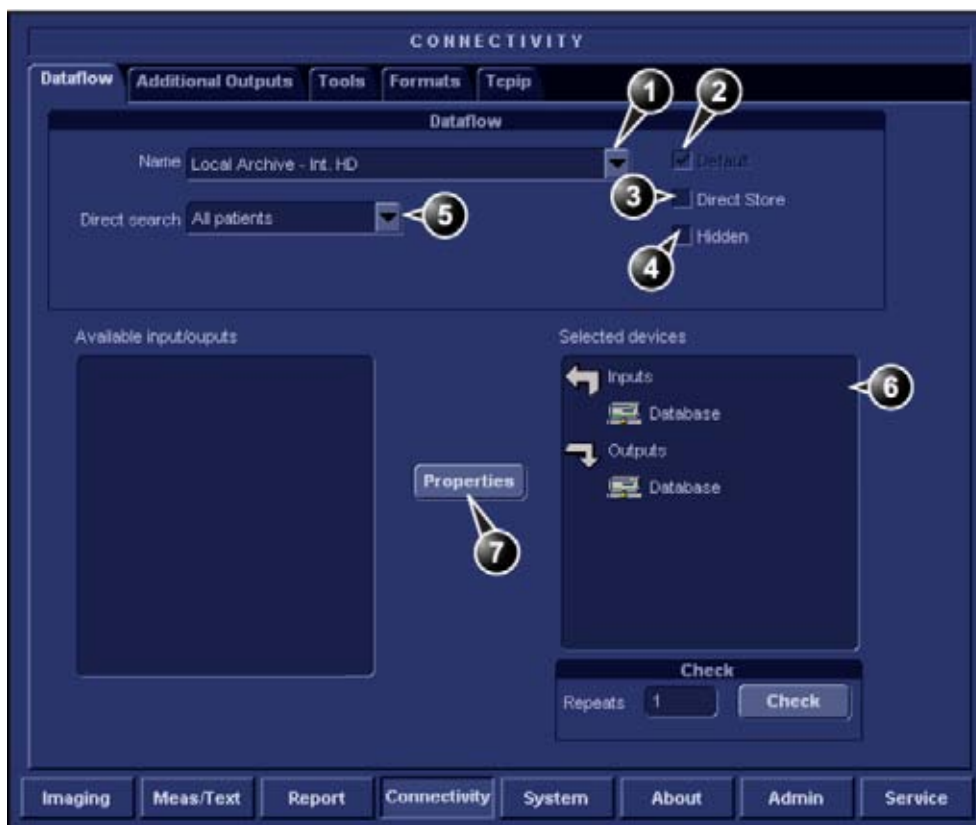 CONNECTIVITY
Dataflow Additional Outputs Tools Formats Tcpip
1 2
Dataflow
Name Local Archive - Int. HD Default
3 Direct Store
Direct search All patients 5
Hidden
4
Available input/ouputs Selected devices
Inputs 6
Database
Outputs
Properties Database
7
Check
Repeats 1 Check
Imaging Meas/Text Report Connectivity System About Admin Service